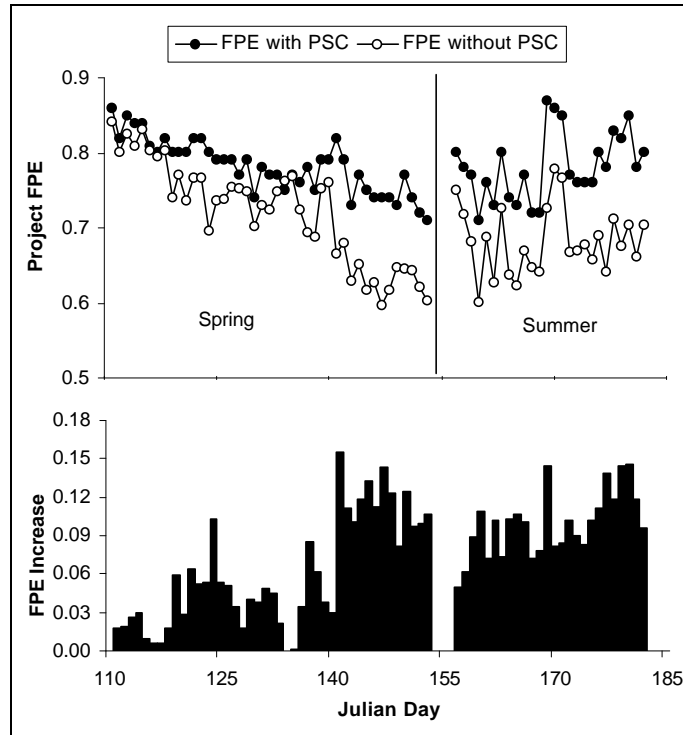 FPE with PSC FPE without PSC
0.9
0.8
0.7
0.6
0.5
Project FPE
Spring
Summer
0.18
0.15
0.12
0.09
0.06
0.03
0.00
FPE Increase
110 125 140 155 170 185
Julian Day